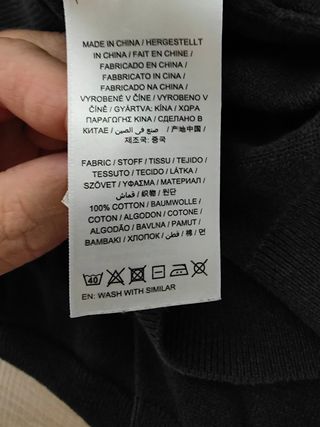 MADE IN CHINA / HERGESTELLT
IN CHINA / FAIT EN CHINE /
FABRICADO EN CHINA /
FABBRICATO IN CINA /
FABRICADO NA CHINA /
VYROBENÉ V ČÍNE / VYROBENO V
ČÍNĚ / GYÁRTVA: KÍNA / ΧΩΡΑ
ΠΑΡΑΓΩΓΗΣ ΚΙΝΑ / СДЕЛАНО В
КИТАЕ / صنع في الصين / 产地中国 /
제조국: 중국
FABRIC / STOFF / TISSU / TEJIDO /
TESSUTO / TECIDO / LÁTKA /
SZÖVET / ΥΦΑΣΜΑ / МАТЕРИАЛ /
قماش / 织物 / 원단
100% COTTON / BAUMWOLLE /
COTON / ALGODON / COTONE /
ALGODÃO / BAVLNA / PAMUT /
ΒΑΜΒΑΚΙ / ХЛОПОК / قطن / 棉 / 면
40
EN: WASH WITH SIMILAR